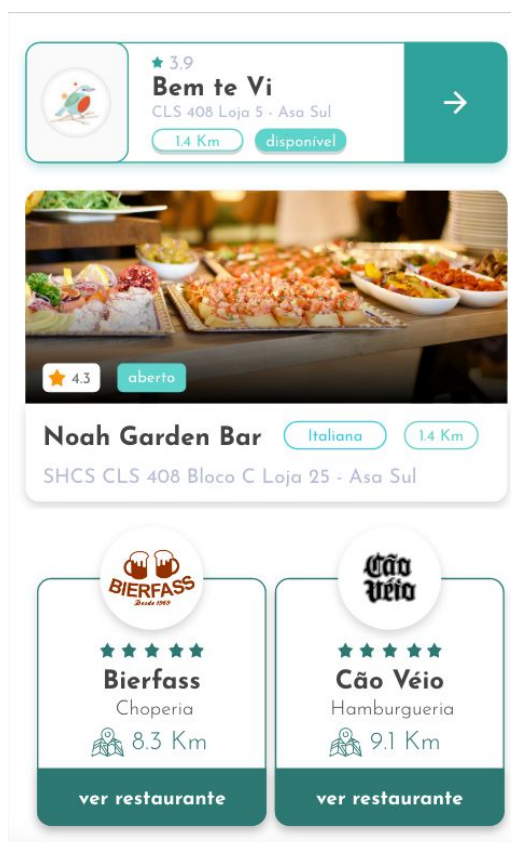 3.9
Bem te Vi
CLS 408 Loja 5 - Asa Sul
1.4 Km disponível
4.3 aberto
Noah Garden Bar Italiana 1.4 Km
SHCS CLS 408 Bloco C Loja 25 - Asa Sul
BIERFASS
Desde 1969
Cão
Véio
Bierfass
Choperia
8.3 Km
ver restaurante
Cão Véio
Hamburgueria
9.1 Km
ver restaurante